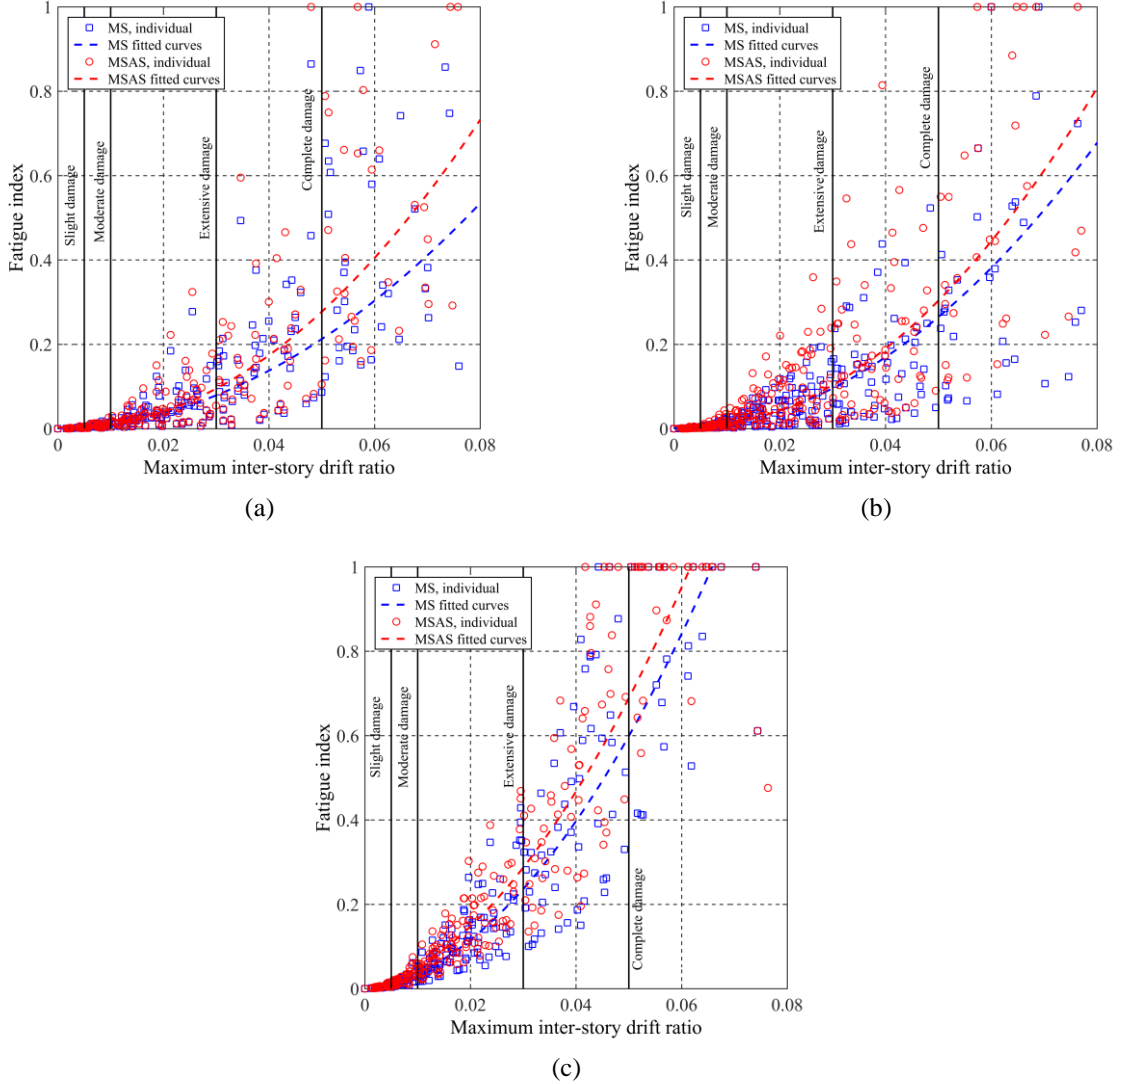 1
0.8
0.6
0.4
0.2
0
Fatigue index
MS, individual
MS fitted curves
MSAS, individual
MSAS fitted curves
Slight damage
Moderate damage
Extensive damage
Complete damage
0 0.02 0.04 0.06 0.08
Maximum inter-story drift ratio
(a)
1
0.8
0.6
0.4
0.2
0
Fatigue index
MS, individual
MS fitted curves
MSAS, individual
MSAS fitted curves
Slight damage
Moderate damage
Extensive damage
Complete damage
0 0.02 0.04 0.06 0.08
Maximum inter-story drift ratio
(b)
1
0.8
0.6
0.4
0.2
0
Fatigue index
MS, individual
MS fitted curves
MSAS, individual
MSAS fitted curves
Slight damage
Moderate damage
Extensive damage
Complete damage
0 0.02 0.04 0.06 0.08
Maximum inter-story drift ratio
(c)